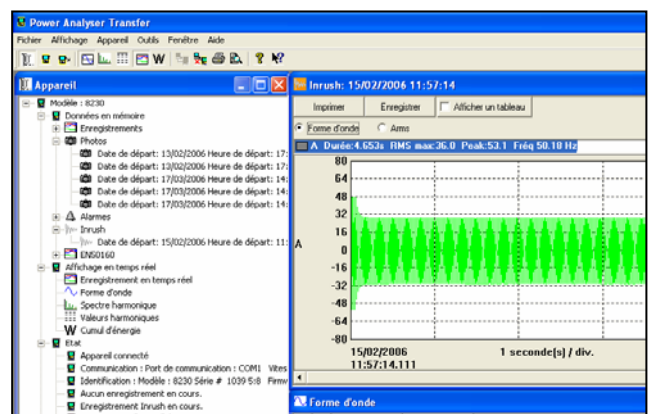 Power Analyser Transfer
Fichier Affichage Appareil Outils Fenêtre Aide
W
Appareil
Modèle : 8230
Données en mémoire
Enregistrements
Photos
Date de départ: 13/02/2006 Heure de départ: 17:
Date de départ: 13/02/2006 Heure de départ: 17:
Date de départ: 17/03/2006 Heure de départ: 14:
Date de départ: 17/03/2006 Heure de départ: 14:
Date de départ: 17/03/2006 Heure de départ: 14:
Alarmes
Inrush
Date de départ: 15/02/2006 Heure de départ: 11:
EN50160
Affichage en temps réel
Enregistrement en temps réel
Forme d'onde
Spectre harmonique
Valeurs harmoniques
W Cumul d'énergie
Etat
Appareil connecté
Communication : Port de communication : COM1 Vites
Identification : Modèle : 8230 Série # 1039 5:8 Firmw
Aucun enregistrement en cours.
Enregistrement Inrush en cours.
Inrush: 15/02/2006 11:57:14
Imprimer Enregistrer Afficher un tableau
Forme d'onde Arms
A Durée:4.653s RMS max:36.0 Peak:53.1 Fréq 50.18 Hz
80
64
48
32
16
A 0
-16
-32
-48
-64
-80
15/02/2006 1 seconde(s) / div.
11:57:14.111
Forme d'onde